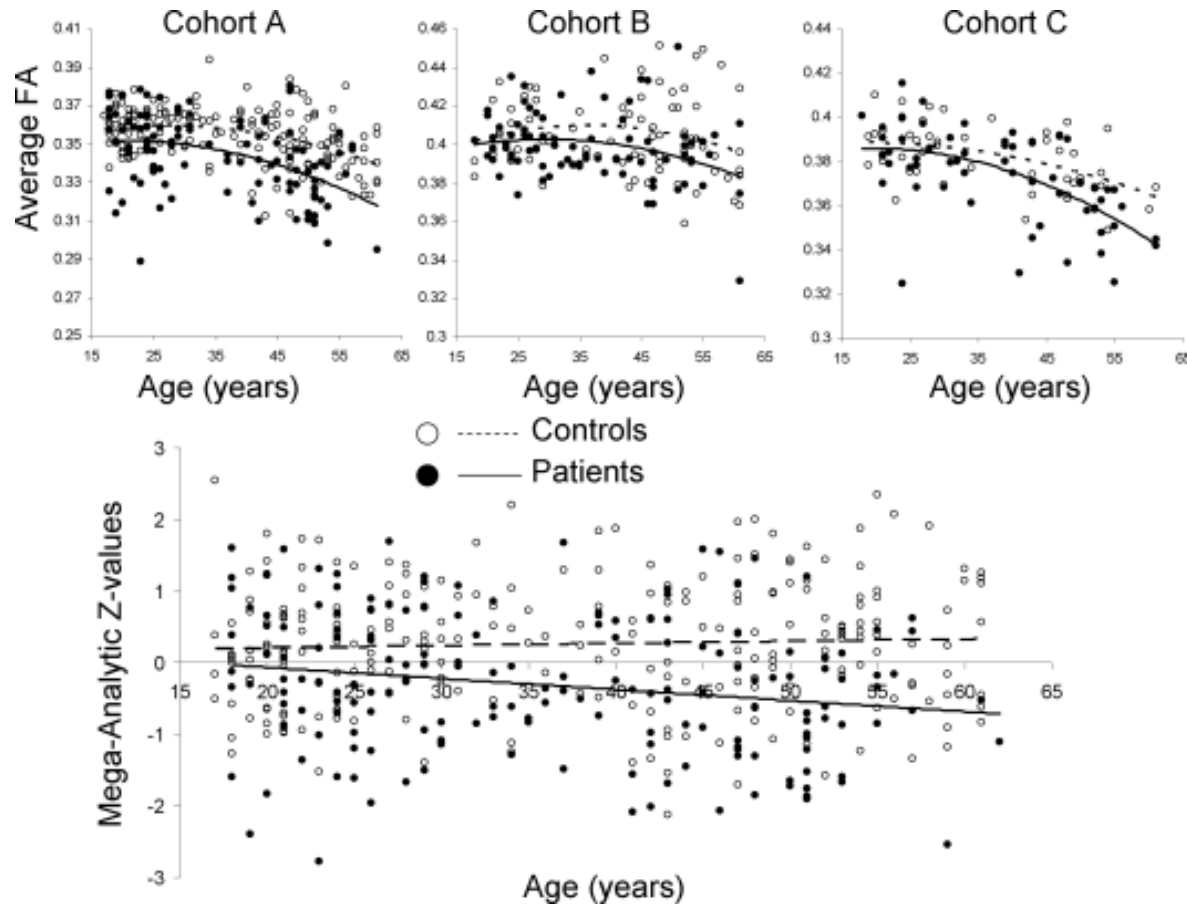 Cohort A Cohort B Cohort C
0.41 0.46 0.44
0.39 0.44 0.42
0.37 0.42 0.4
0.35 0.4 0.38
0.33 0.38 0.36
0.31 0.36 0.34
0.29 0.34 0.32
0.27 0.32
0.25 0.3 0.3
Average FA
15 25 35 45 55 65 15 25 35 45 55 65 15 25 35 45 55 65
Age (years) Age (years) Age (years)
Controls
Patients
Mega-Analytic Z-values
3
2
1
0
15 20 25 30 35 40 45 50 55 60 65
-1
-2
-3
Age (years)